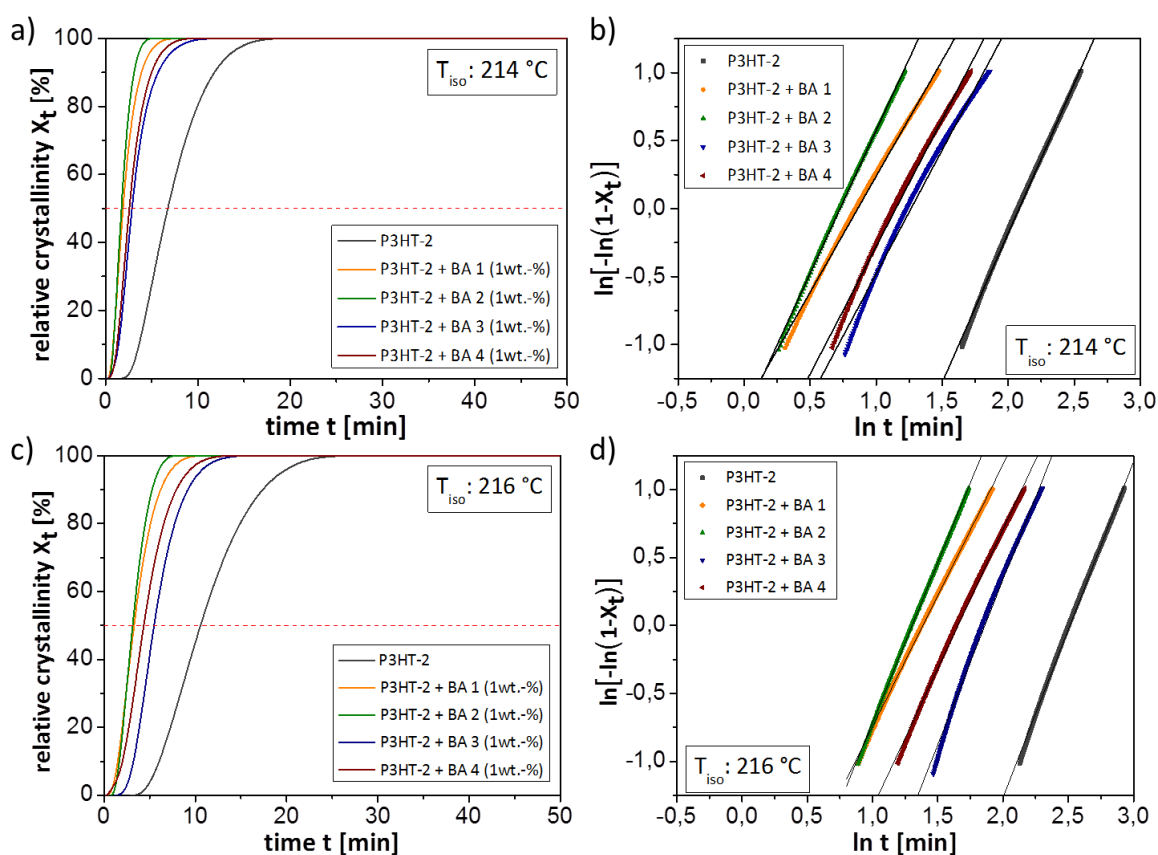 a)
relative crystallinity Xt [%]
100
80
60
40
20
0
Tiso: 214 °C
P3HT-2
P3HT-2 + BA 1 (1wt.-%)
P3HT-2 + BA 2 (1wt.-%)
P3HT-2 + BA 3 (1wt.-%)
P3HT-2 + BA 4 (1wt.-%)
0 10 20 30 40 50
time t [min]
b)
ln[-ln(1-Xt)]
1,0
0,5
0,0
-0,5
-1,0
P3HT-2
P3HT-2 + BA 1
P3HT-2 + BA 2
P3HT-2 + BA 3
P3HT-2 + BA 4
Tiso: 214 °C
-0,5 0,0 0,5 1,0 1,5 2,0 2,5 3,0
ln t [min]
c)
relative crystallinity Xt [%]
100
80
60
40
20
0
Tiso: 216 °C
P3HT-2
P3HT-2 + BA 1 (1wt.-%)
P3HT-2 + BA 2 (1wt.-%)
P3HT-2 + BA 3 (1wt.-%)
P3HT-2 + BA 4 (1wt.-%)
0 10 20 30 40 50
time t [min]
d)
ln[-ln(1-Xt)]
1,0
0,5
0,0
-0,5
-1,0
P3HT-2
P3HT-2 + BA 1
P3HT-2 + BA 2
P3HT-2 + BA 3
P3HT-2 + BA 4
Tiso: 216 °C
-0,5 0,0 0,5 1,0 1,5 2,0 2,5 3,0
ln t [min]